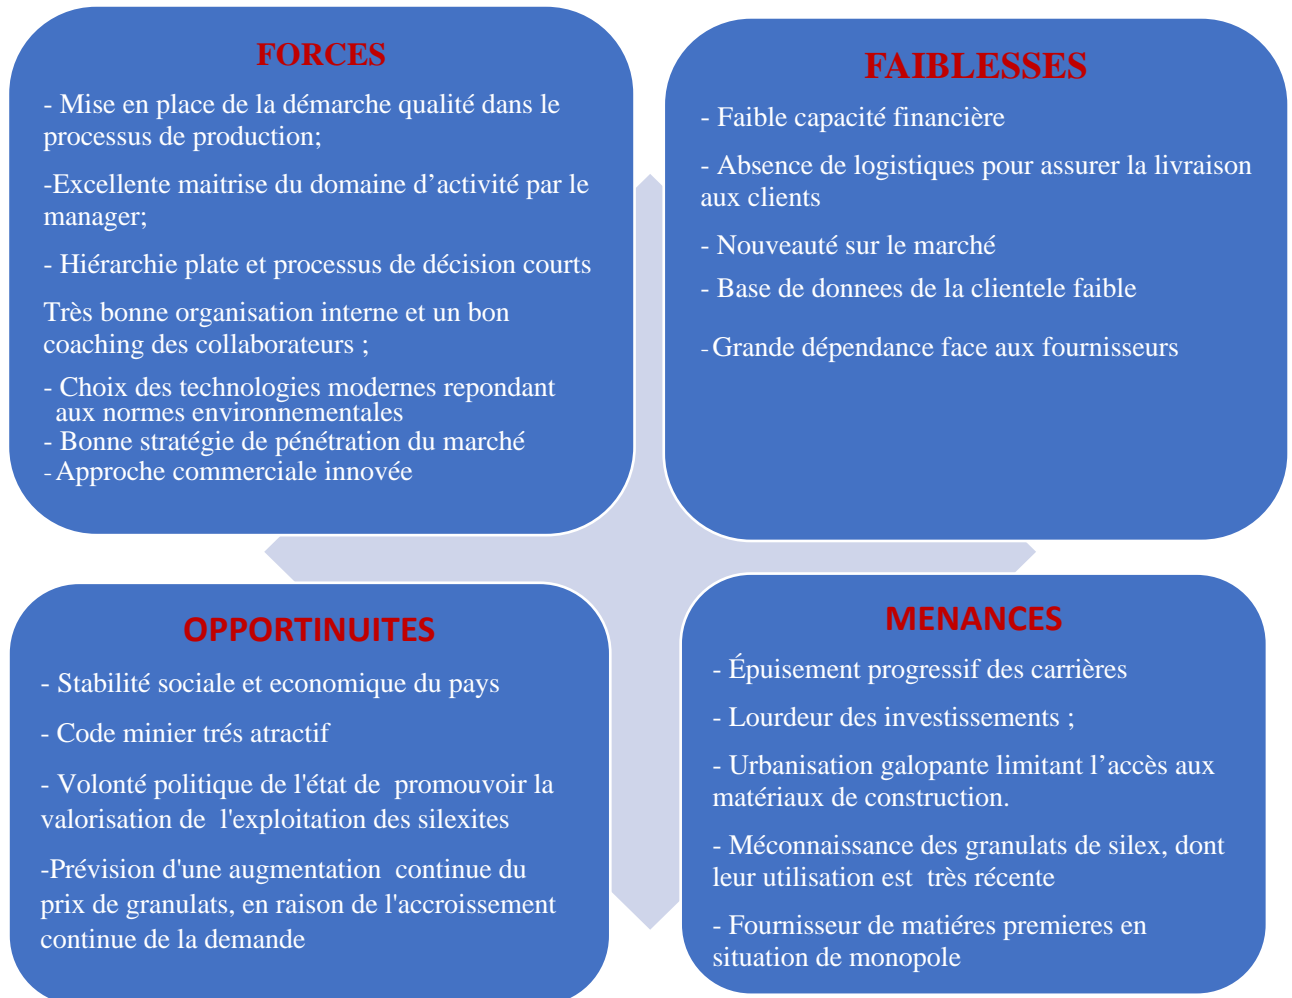 FORCES
- Mise en place de la démarche qualité dans le
processus de production;
-Excellente maitrise du domaine d’activité par le
manager;
- Hiérarchie plate et processus de décision courts
Très bonne organisation interne et un bon
coaching des collaborateurs ;
- Choix des technologies modernes repondant
aux normes environnementales
- Bonne stratégie de pénétration du marché
- Approche commerciale innovée
FAIBLESSES
- Faible capacité financière
- Absence de logistiques pour assurer la livraison
aux clients
- Nouveauté sur le marché
- Base de donnees de la clientele faible
- Grande dépendance face aux fournisseurs
OPPORTINUITES
- Stabilité sociale et economique du pays
- Code minier trés atractif
- Volonté politique de l'état de promouvoir la
valorisation de l'exploitation des silexites
-Prévision d'une augmentation continue du
prix de granulats, en raison de l'accroissement
continue de la demande
MENANCES
- Épuisement progressif des carrières
- Lourdeur des investissements ;
- Urbanisation galopante limitant l’accès aux
matériaux de construction.
- Méconnaissance des granulats de silex, dont
leur utilisation est très récente
- Fournisseur de matiéres premieres en
situation de monopole